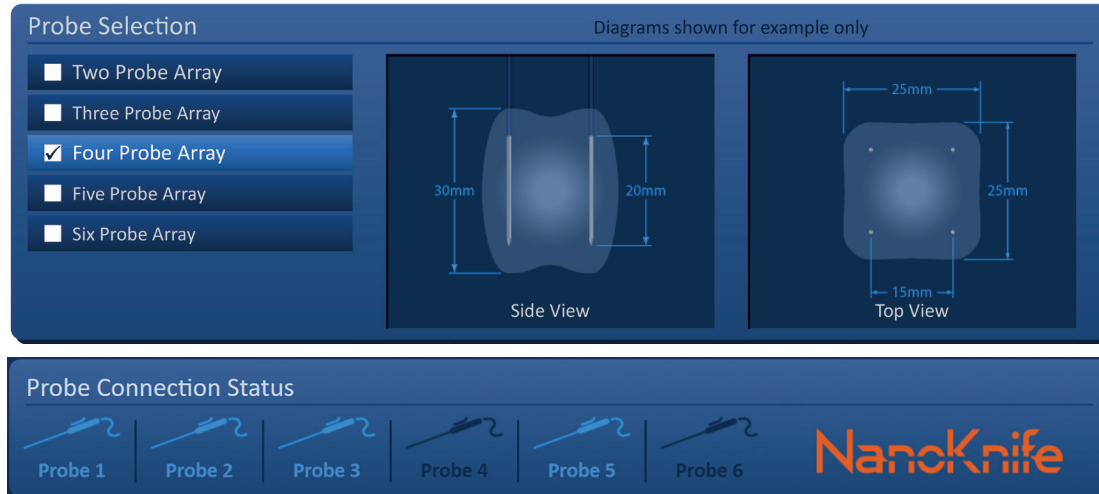 Probe Selection
Diagrams shown for example only
Two Probe Array
Three Probe Array
Four Probe Array
Five Probe Array
Six Probe Array
30mm
20mm
Side View
25mm
25mm
15mm
Top View
Probe Connection Status
Probe 1
Probe 2
Probe 3
Probe 4
Probe 5
Probe 6
NanoKnife